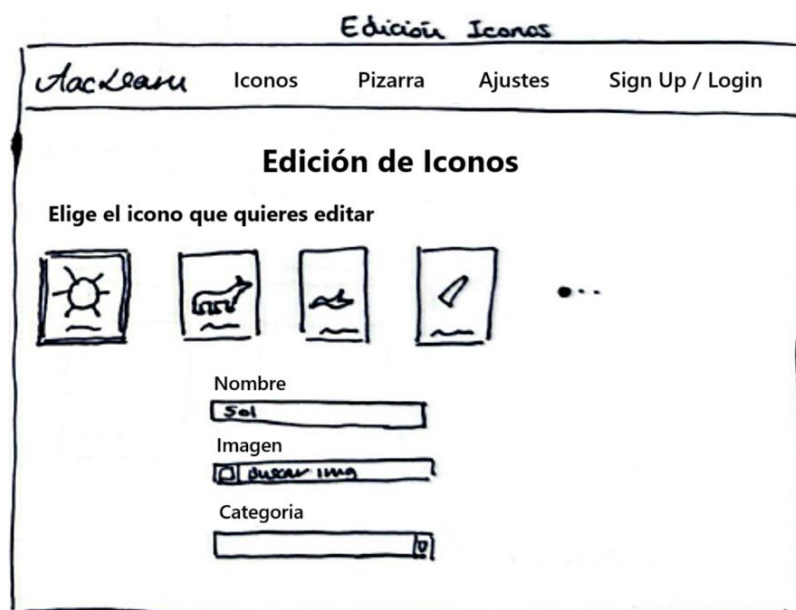 Edición Iconos
AacLearn Iconos Pizarra Ajustes Sign Up / Login
Edición de Iconos
Elige el icono que quieres editar
Nombre
Sol
Imagen
Buscar img
Categoria